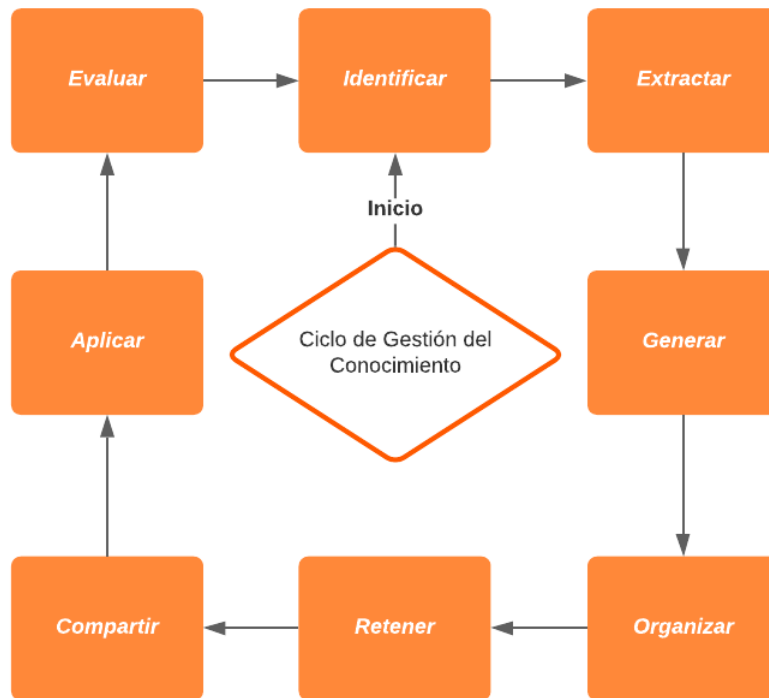 Evaluar
Identificar
Extractar
Inicio
Aplicar
Ciclo de Gestión del
Conocimiento
Generar
Compartir
Retener
Organizar